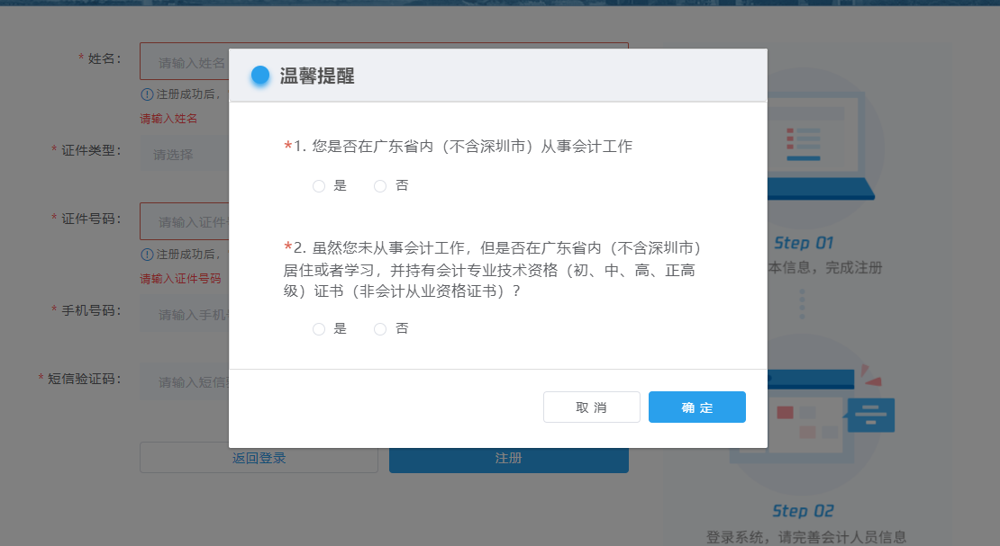 温馨提醒
*1. 您是否在广东省内（不含深圳市）从事会计工作
是 否
*2. 虽然您未从事会计工作，但是否在广东省内（不含深圳市）
居住或者学习，并持有会计专业技术资格（初、中、高、正高
级）证书（非会计从业资格证书）？
是 否
取 消 确 定
* 姓名：
请输入姓名
注册成功后，
请输入姓名
* 证件类型：
请选择
* 证件号码：
请输入证件
注册成功后，
请输入证件号码
* 手机号码：
请输入手机
* 短信验证码：
请输入短信
返回登录 注册
Step 01
本信息，完成注册
Step 02
登录系统，请完善会计人员信息